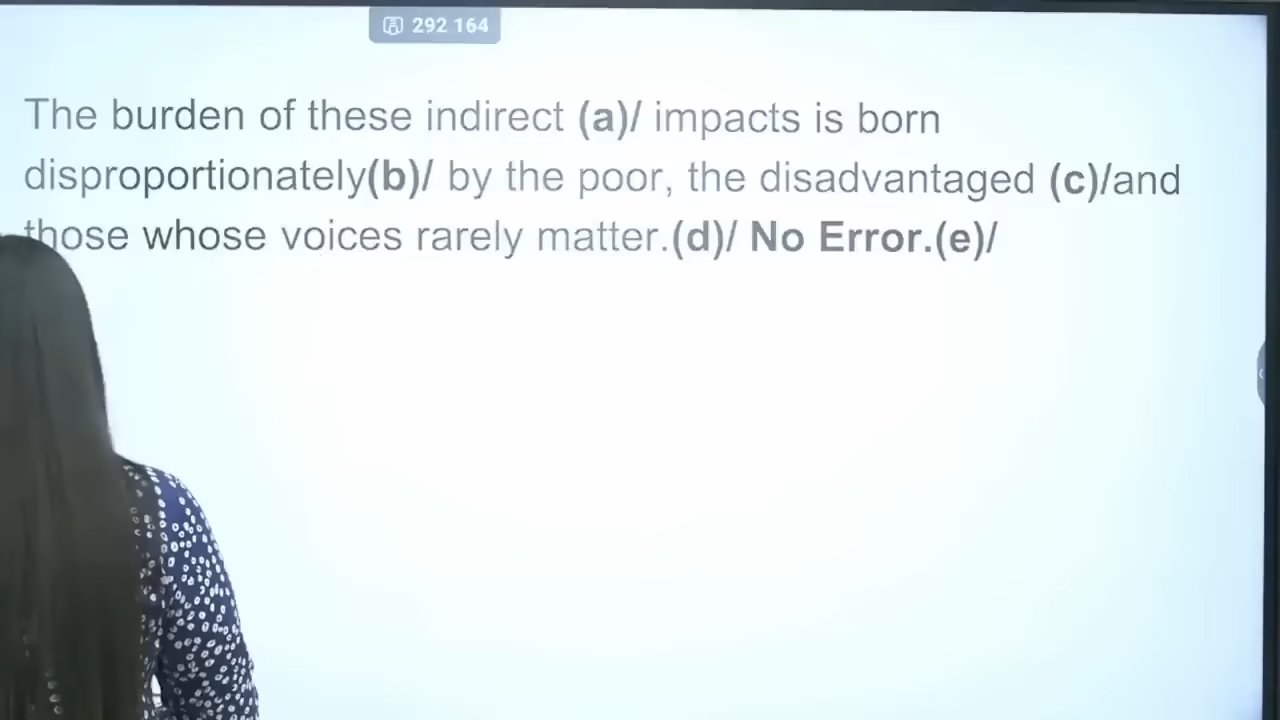 292 164
The burden of these indirect (a)/ impacts is born
disproportionately(b)/ by the poor, the disadvantaged (c)/and
those whose voices rarely matter.(d)/ No Error.(e)/